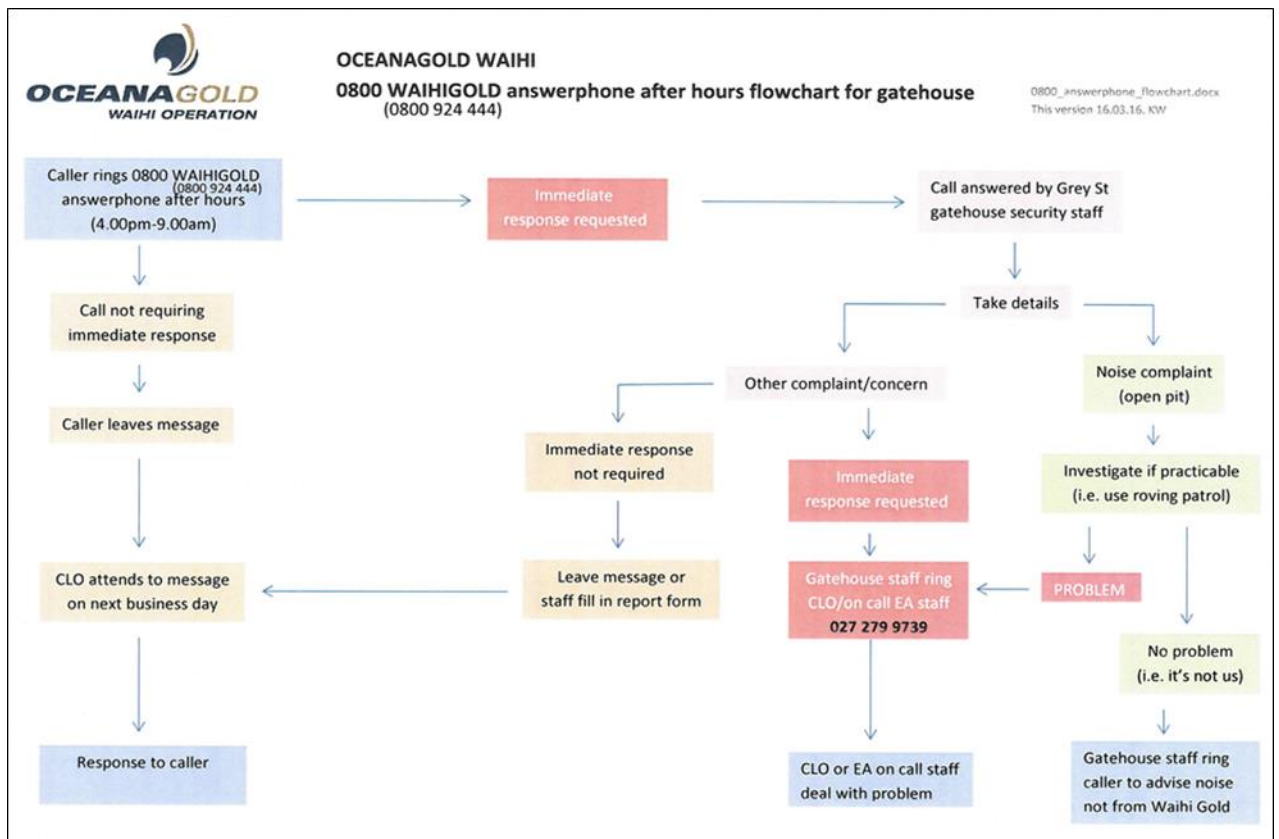 OCEANAGOLD
WAIHI OPERATION
OCEANAGOLD WAIHI
0800 WAIHIGOLD answerphone after hours flowchart for gatehouse
(0800 924 444)
0800_answerphone_flowchart.docx
This version 16.03.16. KW
Caller rings 0800 WAIHIGOLD
(0800 924 444)
answerphone after hours
(4.00pm-9.00am)
Immediate
response requested
Call answered by Grey St
gatehouse security staff
Call not requiring
immediate response
Take details
Other complaint/concern
Noise complaint
(open pit)
Caller leaves message
Immediate response
not required
Immediate
response requested
Investigate if practicable
(i.e. use roving patrol)
CLO attends to message
on next business day
Leave message or
staff fill in report form
Gatehouse staff ring
CLO/on call EA staff
027 279 9739
PROBLEM
No problem
(i.e. it's not us)
Response to caller
CLO or EA on call staff
deal with problem
Gatehouse staff ring
caller to advise noise
not from Waihi Gold